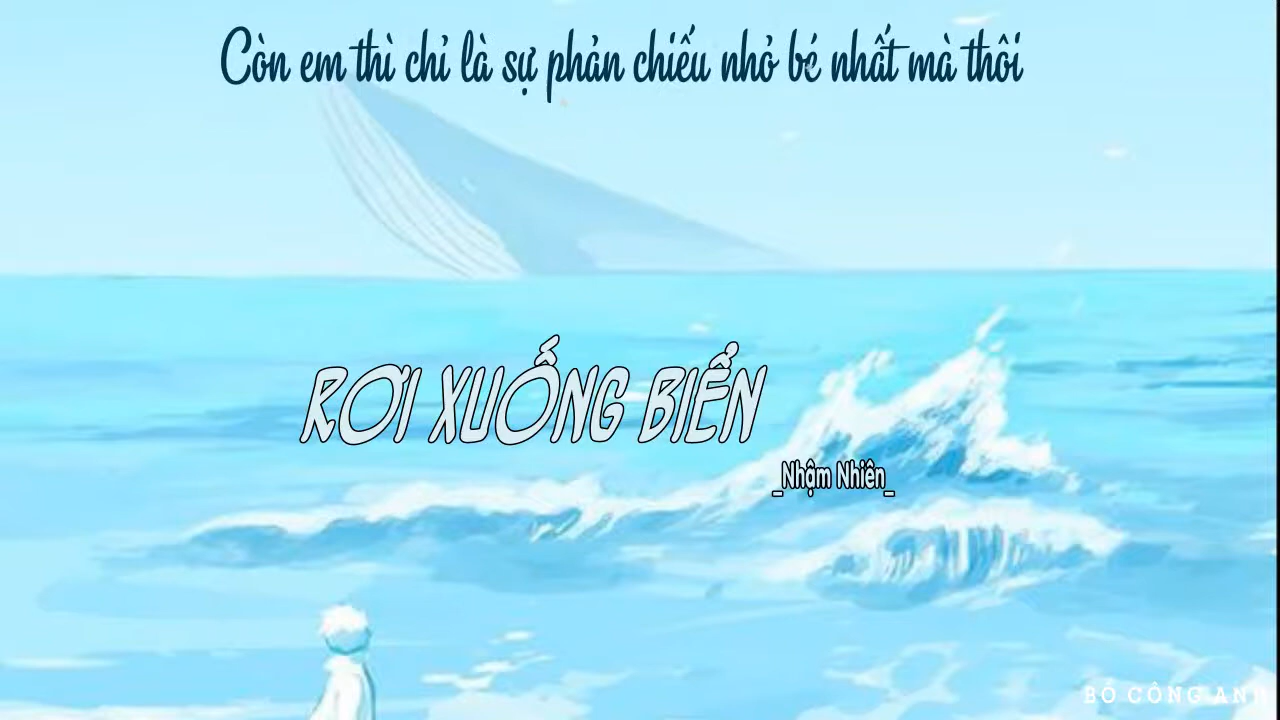 Còn em thì chỉ là sự phản chiếu nhỏ bé nhất mà thôi
RƠI XUỐNG BIỂN
_Nhậm Nhiên_
BỒ CÔNG ANH